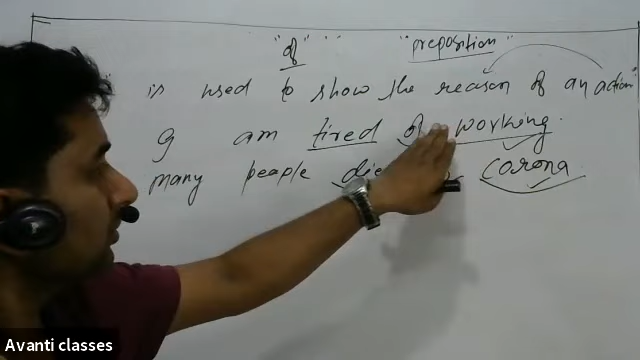 "of" "preposition"
is used to show the reason of an action"
I am tired of working.
many people die corona
Avanti classes